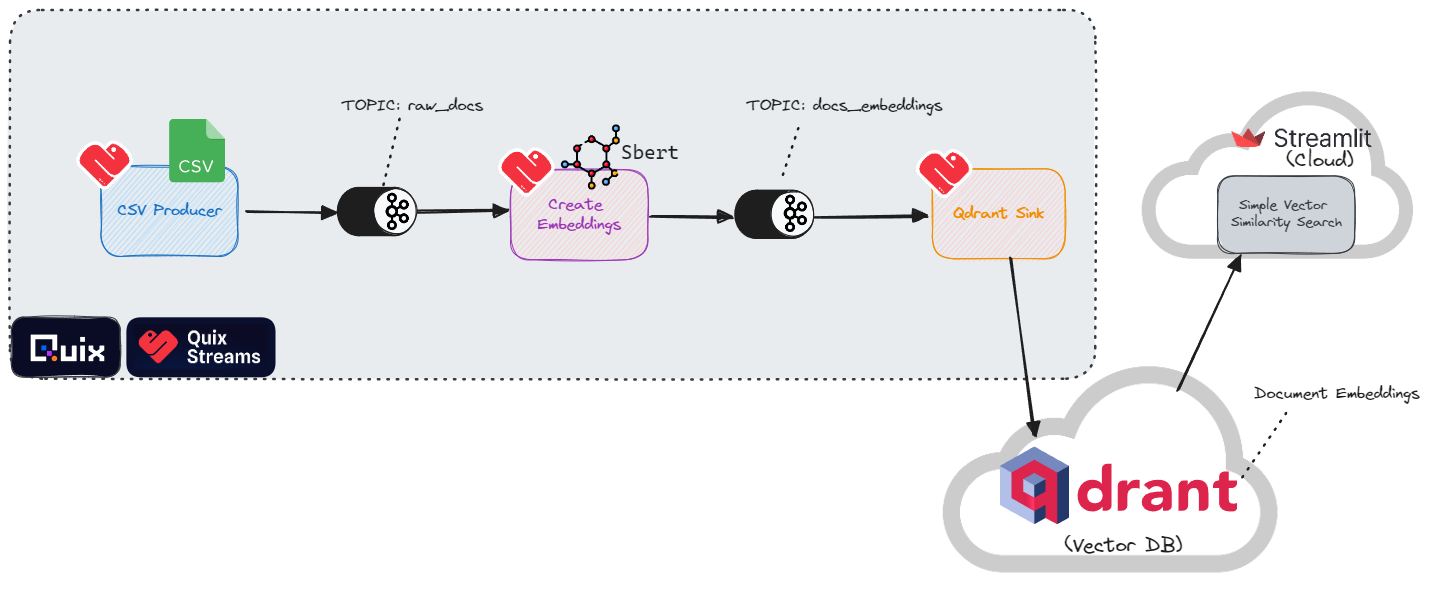 TOPIC: raw_docs
TOPIC: docs_embeddings
CSV
CSV Producer
Sbert
Create
Embeddings
Qdrant Sink
Streamlit
(Cloud)
Simple Vector
Similarity Search
Quix
Quix
Streams
Document Embeddings
qdrant
(Vector DB)